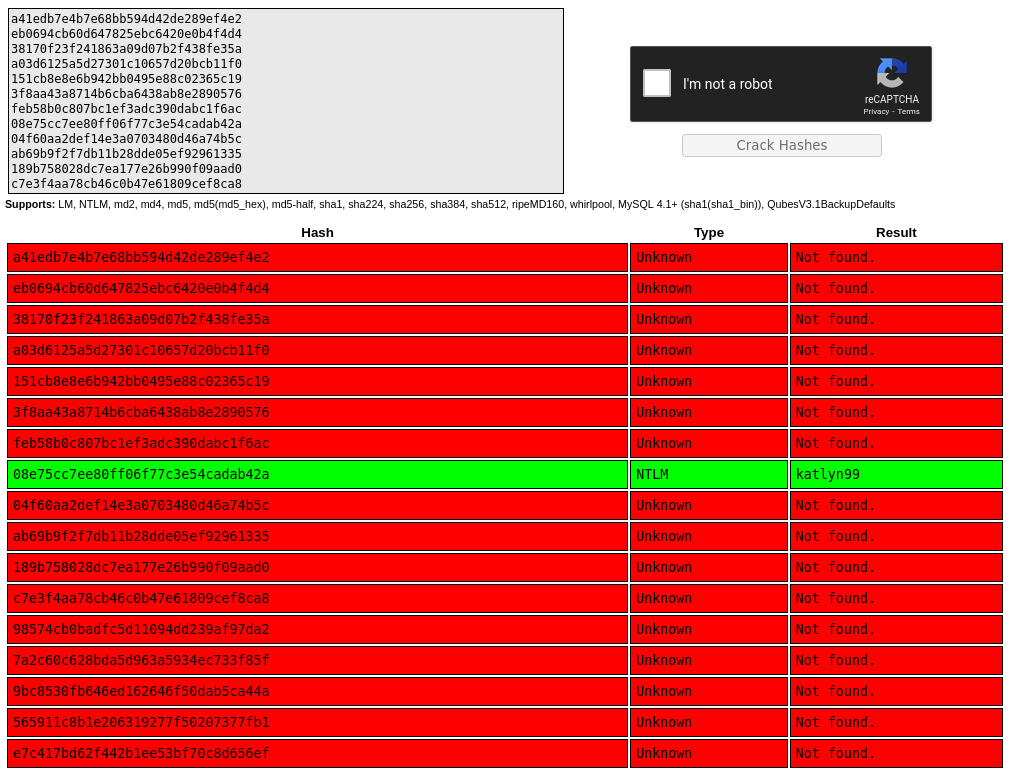 a41edb7e4b7e68bb594d42de289ef4e2
eb0694cb60d647825ebc6420e0b4f4d4
38170f23f241863a09d07b2f438fe35a
a03d6125a5d27301c10657d20bcb11f0
151cb8e8e6b942bb0495e88c02365c19
3f8aa43a8714b6cba6438ab8e2890576
feb58b0c807bc1ef3adc390dabc1f6ac
08e75cc7ee80ff06f77c3e54cadab42a
04f60aa2def14e3a0703480d46a74b5c
ab69b9f2f7db11b28dde05ef92961335
189b758028dc7ea177e26b990f09aad0
c7e3f4aa78cb46c0b47e61809cef8ca8
I'm not a robot
reCAPTCHA
Privacy - Terms
Crack Hashes
Supports: LM, NTLM, md2, md4, md5, md5(md5_hex), md5-half, sha1, sha224, sha256, sha384, sha512, ripeMD160, whirlpool, MySQL 4.1+ (sha1(sha1_bin)), QubesV3.1BackupDefaults
Hash Type Result
a41edb7e4b7e68bb594d42de289ef4e2 Unknown Not found.
eb0694cb60d647825ebc6420e0b4f4d4 Unknown Not found.
38170f23f241863a09d07b2f438fe35a Unknown Not found.
a03d6125a5d27301c10657d20bcb11f0 Unknown Not found.
151cb8e8e6b942bb0495e88c02365c19 Unknown Not found.
3f8aa43a8714b6cba6438ab8e2890576 Unknown Not found.
feb58b0c807bc1ef3adc390dabc1f6ac Unknown Not found.
08e75cc7ee80ff06f77c3e54cadab42a NTLM katlyn99
04f60aa2def14e3a0703480d46a74b5c Unknown Not found.
ab69b9f2f7db11b28dde05ef92961335 Unknown Not found.
189b758028dc7ea177e26b990f09aad0 Unknown Not found.
c7e3f4aa78cb46c0b47e61809cef8ca8 Unknown Not found.
98574cb0badfc5d11094dd239af97da2 Unknown Not found.
7a2c60c628bda5d963a5934ec733f85f Unknown Not found.
9bc8530fb646ed162646f50dab5ca44a Unknown Not found.
565911c8b1e206319277f50207377fb1 Unknown Not found.
e7c417bd62f442b1ee53bf70c8d656ef Unknown Not found.